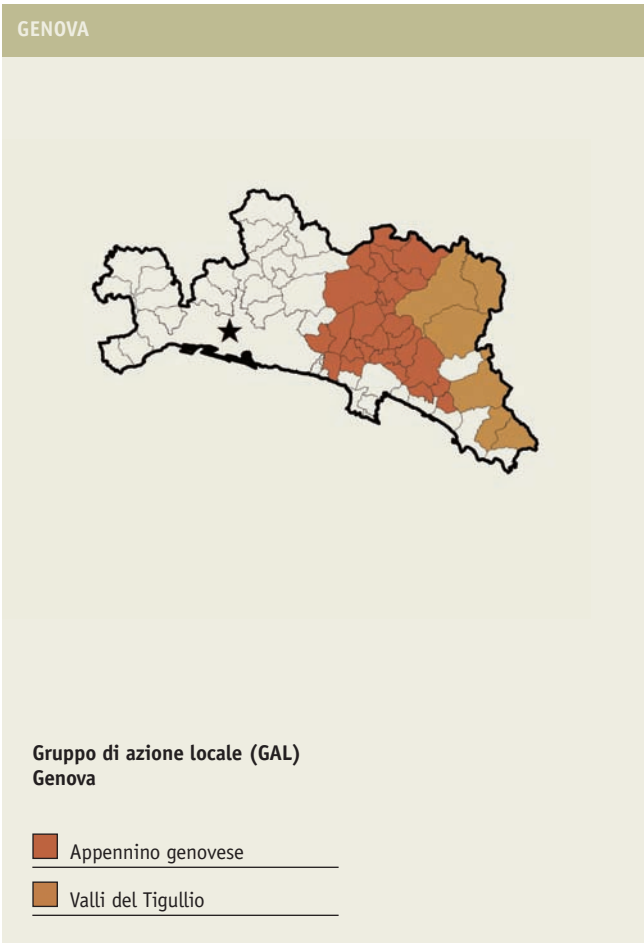 GENOVA
Gruppo di azione locale (GAL)
Genova
Appennino genovese
Valli del Tigullio